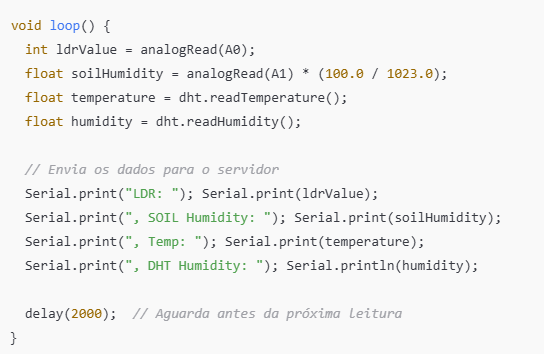 void loop() {
int ldrValue = analogRead(A0);
float soilHumidity = analogRead(A1) * (100.0 / 1023.0);
float temperature = dht.readTemperature();
float humidity = dht.readHumidity();
// Envia os dados para o servidor
Serial.print("LDR: "); Serial.print(ldrValue);
Serial.print(", SOIL Humidity: "); Serial.print(soilHumidity);
Serial.print(", Temp: "); Serial.print(temperature);
Serial.print(", DHT Humidity: "); Serial.println(humidity);
delay(2000);  // Aguarda antes da próxima leitura
}